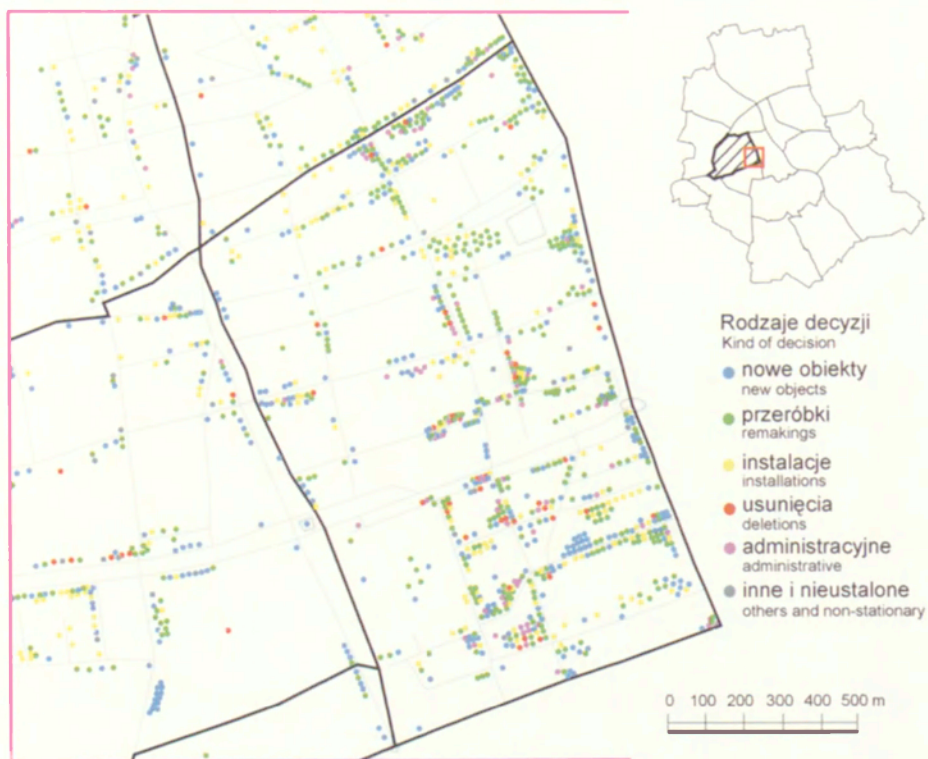 Rodzaje decyzji
Kind of decision
nowe obiekty
new objects
przeróbki
remakings
instalacje
installations
usunięcia
deletions
administracyjne
administrative
inne i nieustalone
others and non-stationary
0 100 200 300 400 500 m